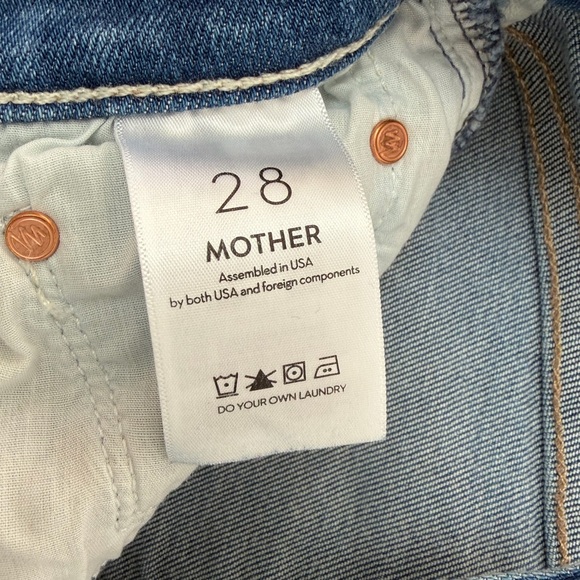 28
MOTHER
Assembled in USA
by both USA and foreign components
DO YOUR OWN LAUNDRY